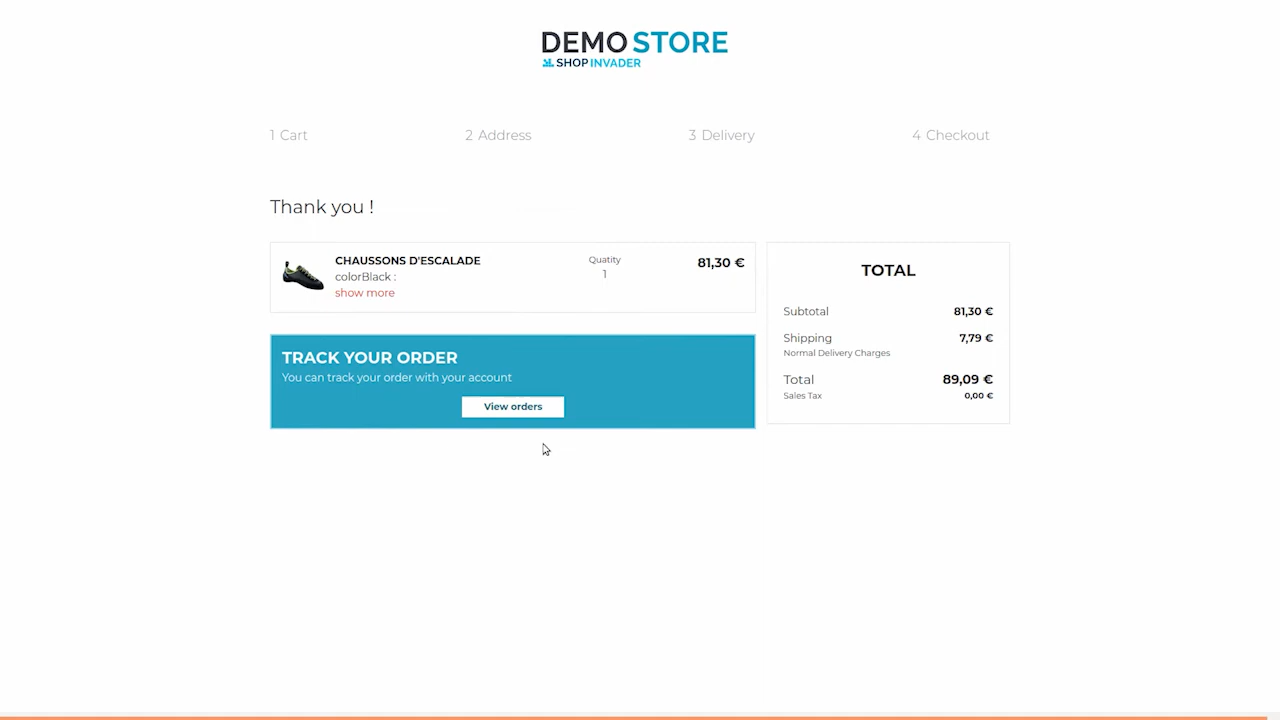 DEMO STORE
SHOPINVADER
1 Cart
2 Address
3 Delivery
4 Checkout
Thank you !
CHAUSSONS D'ESCALADE
colorBlack :
show more
Quatity
1
81,30 €
TRACK YOUR ORDER
You can track your order with your account
View orders
TOTAL
Subtotal 81,30 €
Shipping 7,79 €
Normal Delivery Charges
Total 89,09 €
Sales Tax 0,00 €